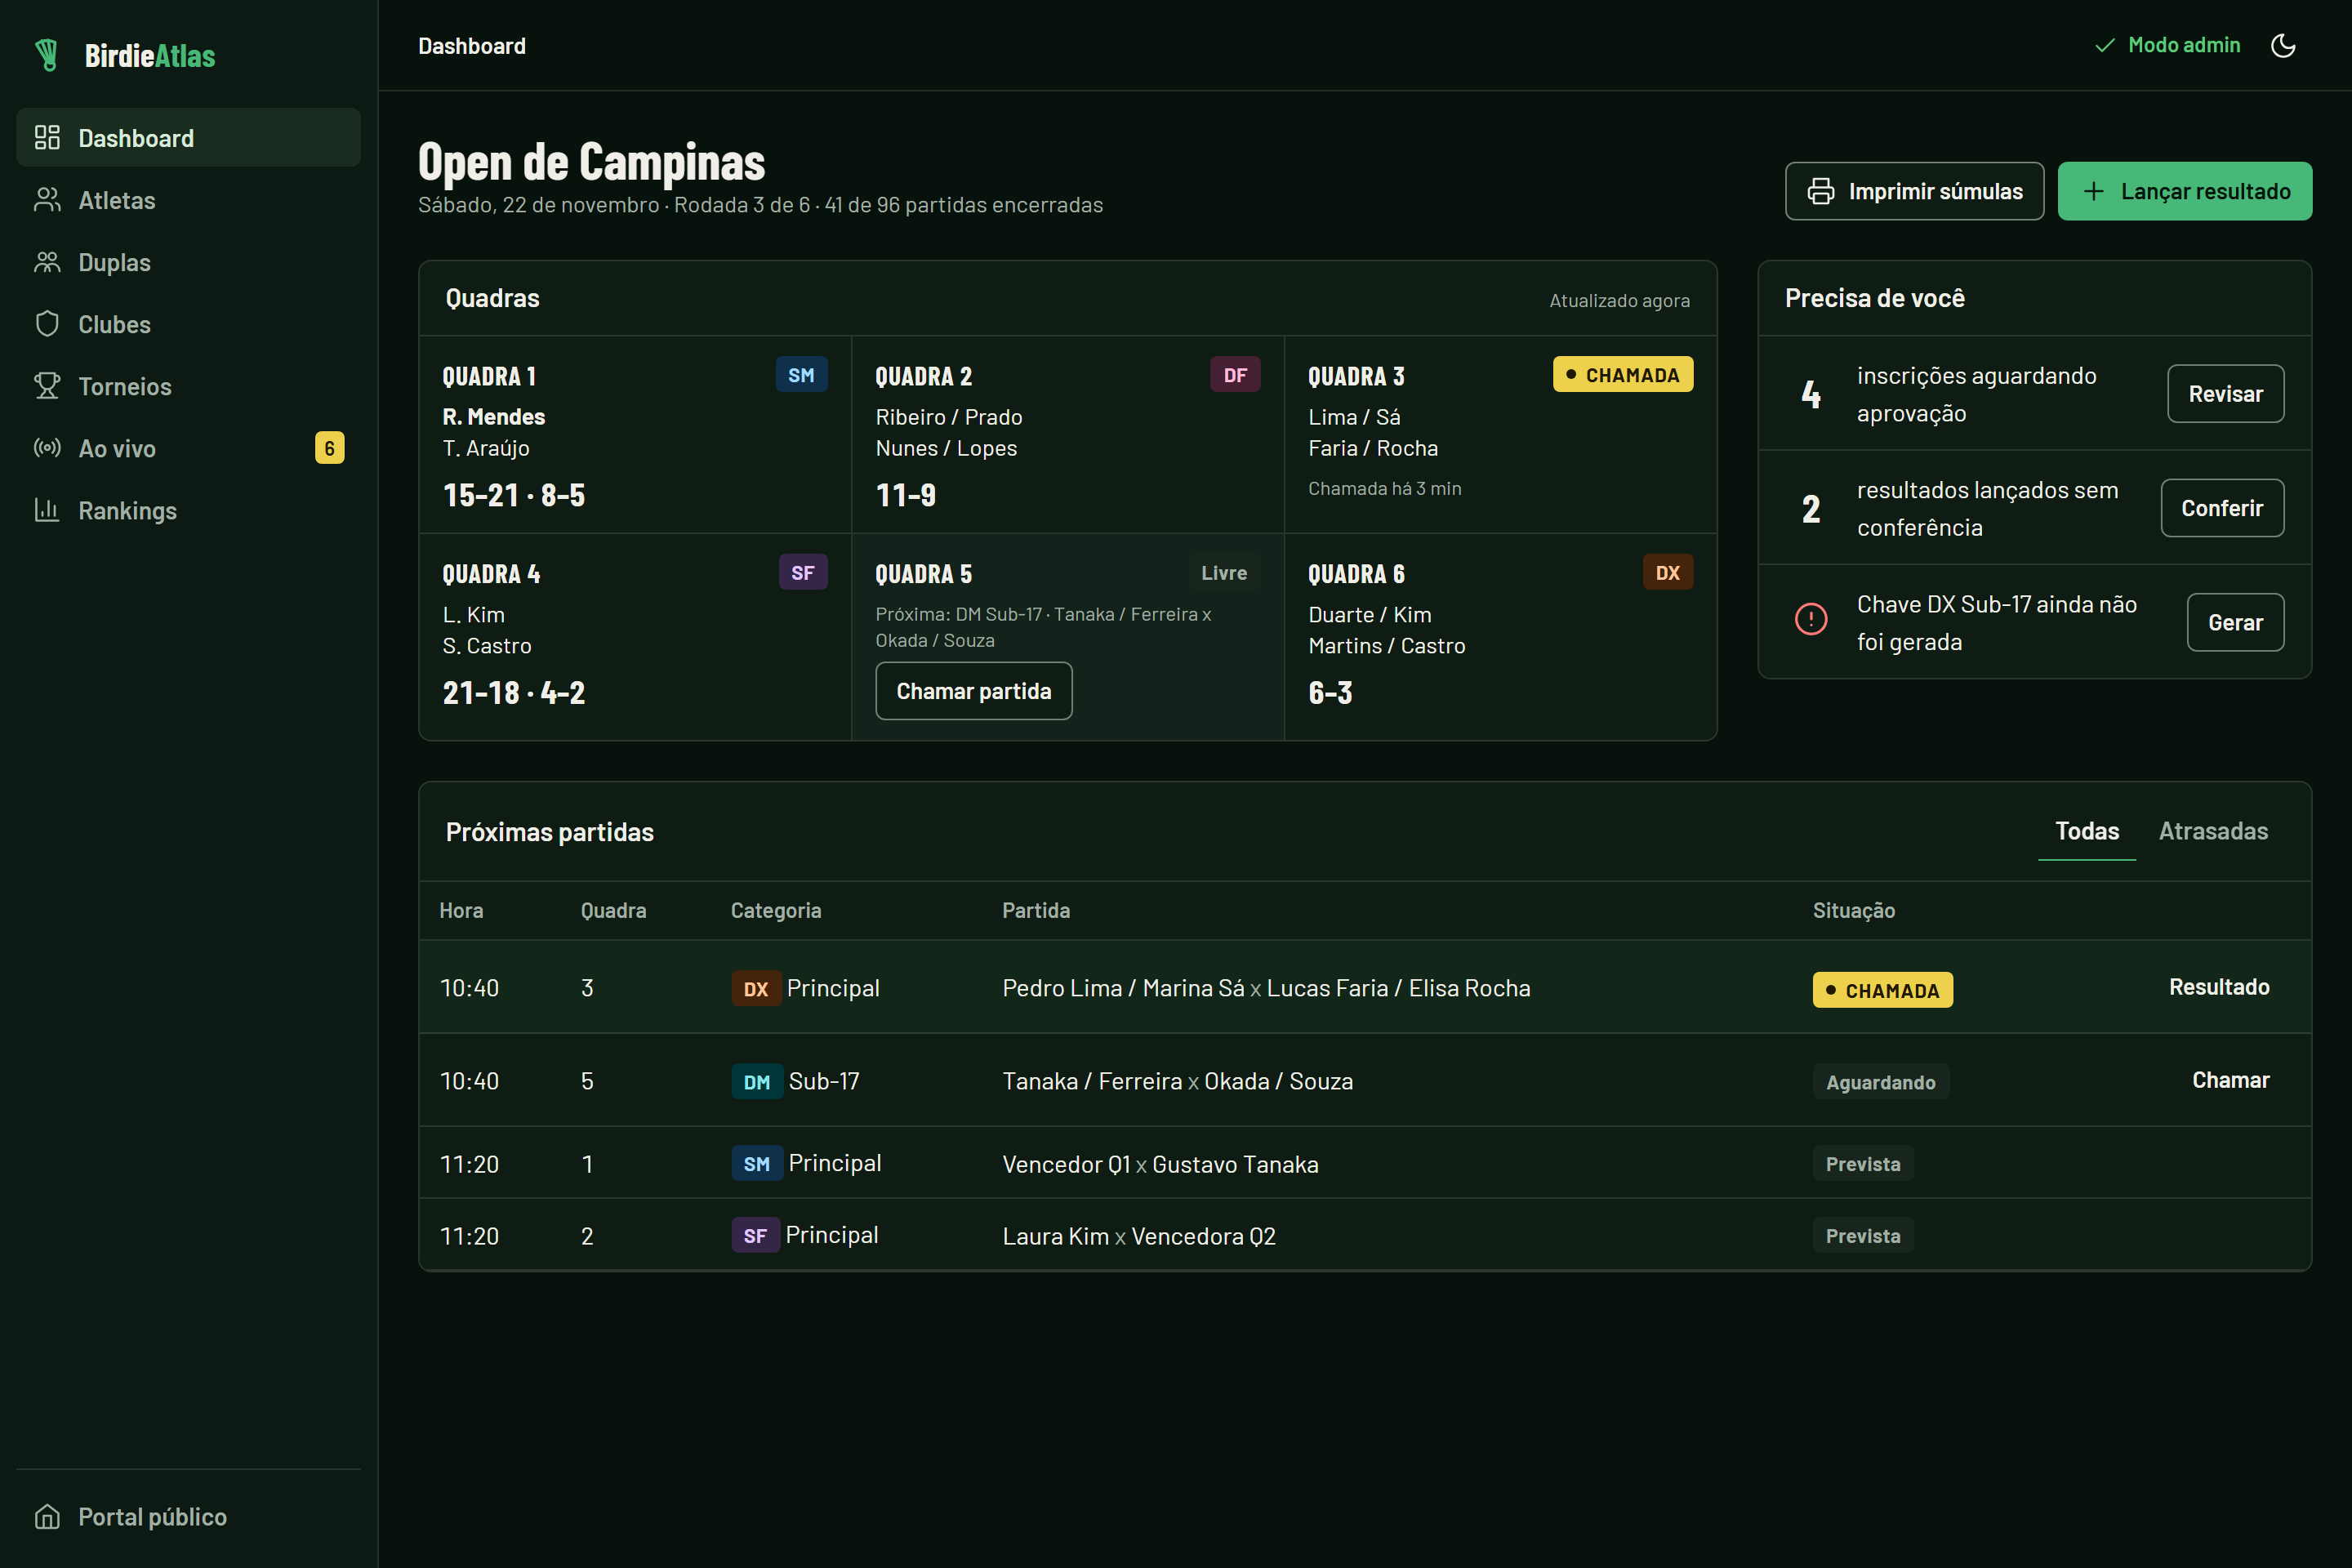 BirdieAtlas
Dashboard
Atletas
Duplas
Clubes
Torneios
Ao vivo 6
Rankings
Portal público
Dashboard
Modo admin
Open de Campinas
Sábado, 22 de novembro · Rodada 3 de 6 · 41 de 96 partidas encerradas
Imprimir súmulas
Lançar resultado
Quadras
Atualizado agora
QUADRA 1 SM
R. Mendes
T. Araújo
15–21 · 8–5
QUADRA 2 DF
Ribeiro / Prado
Nunes / Lopes
11–9
QUADRA 3 CHAMADA
Lima / Sá
Faria / Rocha
Chamada há 3 min
QUADRA 4 SF
L. Kim
S. Castro
21–18 · 4–2
QUADRA 5 Livre
Próxima: DM Sub-17 · Tanaka / Ferreira x
Okada / Souza
Chamar partida
QUADRA 6 DX
Duarte / Kim
Martins / Castro
6–3
Precisa de você
4 inscrições aguardando
aprovação
Revisar
2 resultados lançados sem
conferência
Conferir
Chave DX Sub-17 ainda não
foi gerada
Gerar
Próximas partidas
Todas Atrasadas
Hora Quadra Categoria Partida Situação
10:40 3 DX Principal Pedro Lima / Marina Sá x Lucas Faria / Elisa Rocha CHAMADA Resultado
10:40 5 DM Sub-17 Tanaka / Ferreira x Okada / Souza Aguardando Chamar
11:20 1 SM Principal Vencedor Q1 x Gustavo Tanaka Prevista
11:20 2 SF Principal Laura Kim x Vencedora Q2 Prevista